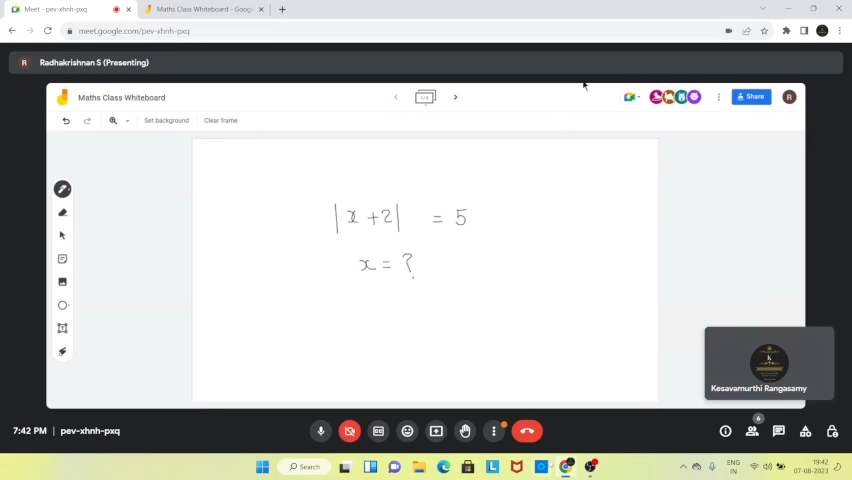 Meet - pev-xhnh-pxq
Maths Class Whiteboard - Goog
meet.google.com/pev-xhnh-pxq
R Radhakrishnan S (Presenting)
Maths Class Whiteboard
Share
R
Set background
Clear frame
|x +2| = 5
x = ?
K
Kesavamurthi Rangasamy
7:42 PM | pev-xhnh-pxq
6
Search
ENG
IN
19:42
07-08-2023